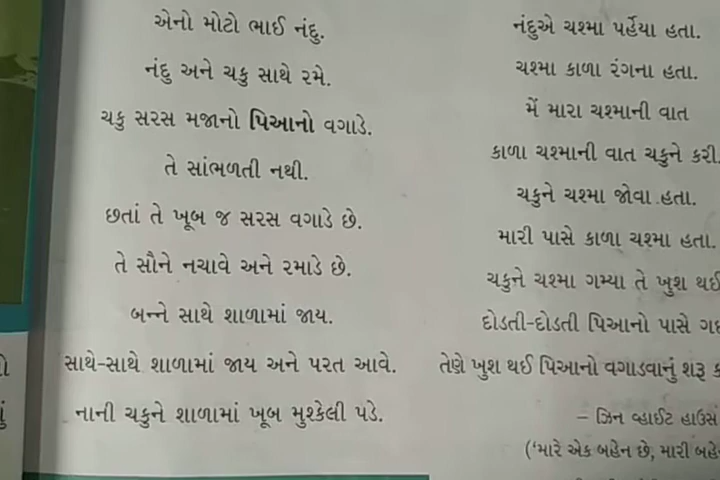 એનો મોટો ભાઈ નંદુ.
નંદુ અને ચકુ સાથે રમે.
ચકુ સરસ મજાનો પિઆનો વગાડે.
તે સાંભળતી નથી.
છતાં તે ખૂબ જ સરસ વગાડે છે.
તે સૌને નચાવે અને રમાડે છે.
બન્ને સાથે શાળામાં જાય.
સાથે-સાથે શાળામાં જાય અને પરત આવે.
નાની ચકુને શાળામાં ખૂબ મુશ્કેલી પડે.
નંદુએ ચશ્મા પહેર્યા હતા.
ચશ્મા કાળા રંગના હતા.
મેં મારા ચશ્માની વાત
કાળા ચશ્માની વાત ચકુને કરી.
ચકુને ચશ્મા જોવા હતા.
મારી પાસે કાળા ચશ્મા હતા.
ચકુને ચશ્મા ગમ્યા તે ખુશ થઈ
દોડતી-દોડતી પિઆનો પાસે
તેણે ખુશ થઈ પિઆનો વગાડવાનું શરૂ
– ઝિન વ્હાઈટ હાઉસ
(‘મારે એક બહેન છે, મારી